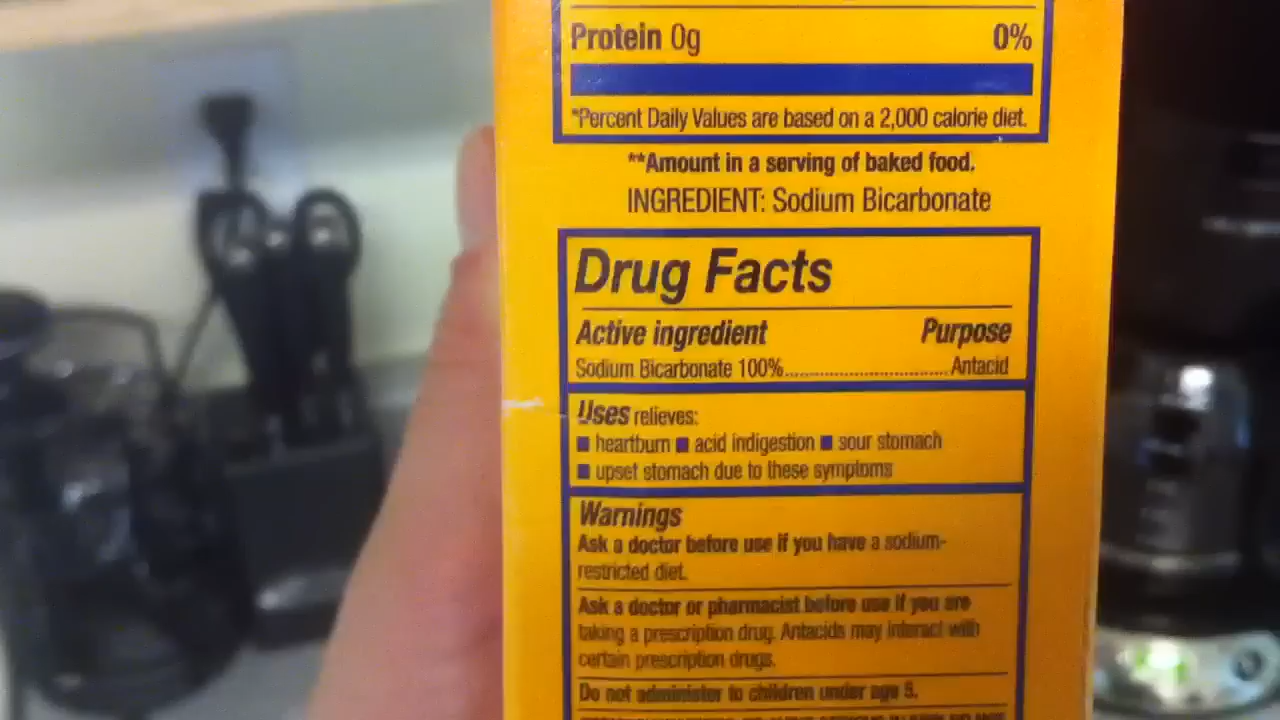 Protein 0g 0%
*Percent Daily Values are based on a 2,000 calorie diet.
**Amount in a serving of baked food.
INGREDIENT: Sodium Bicarbonate
Drug Facts
Active ingredient Purpose
Sodium Bicarbonate 100%............................Antacid
Uses relieves:
■ heartburn ■ acid indigestion ■ sour stomach
■ upset stomach due to these symptoms
Warnings
Ask a doctor before use if you have a sodium-
restricted diet.
Ask a doctor or pharmacist before use if you are
taking a prescription drug. Antacids may interact with
certain prescription drugs.
Do not administer to children under age 5.